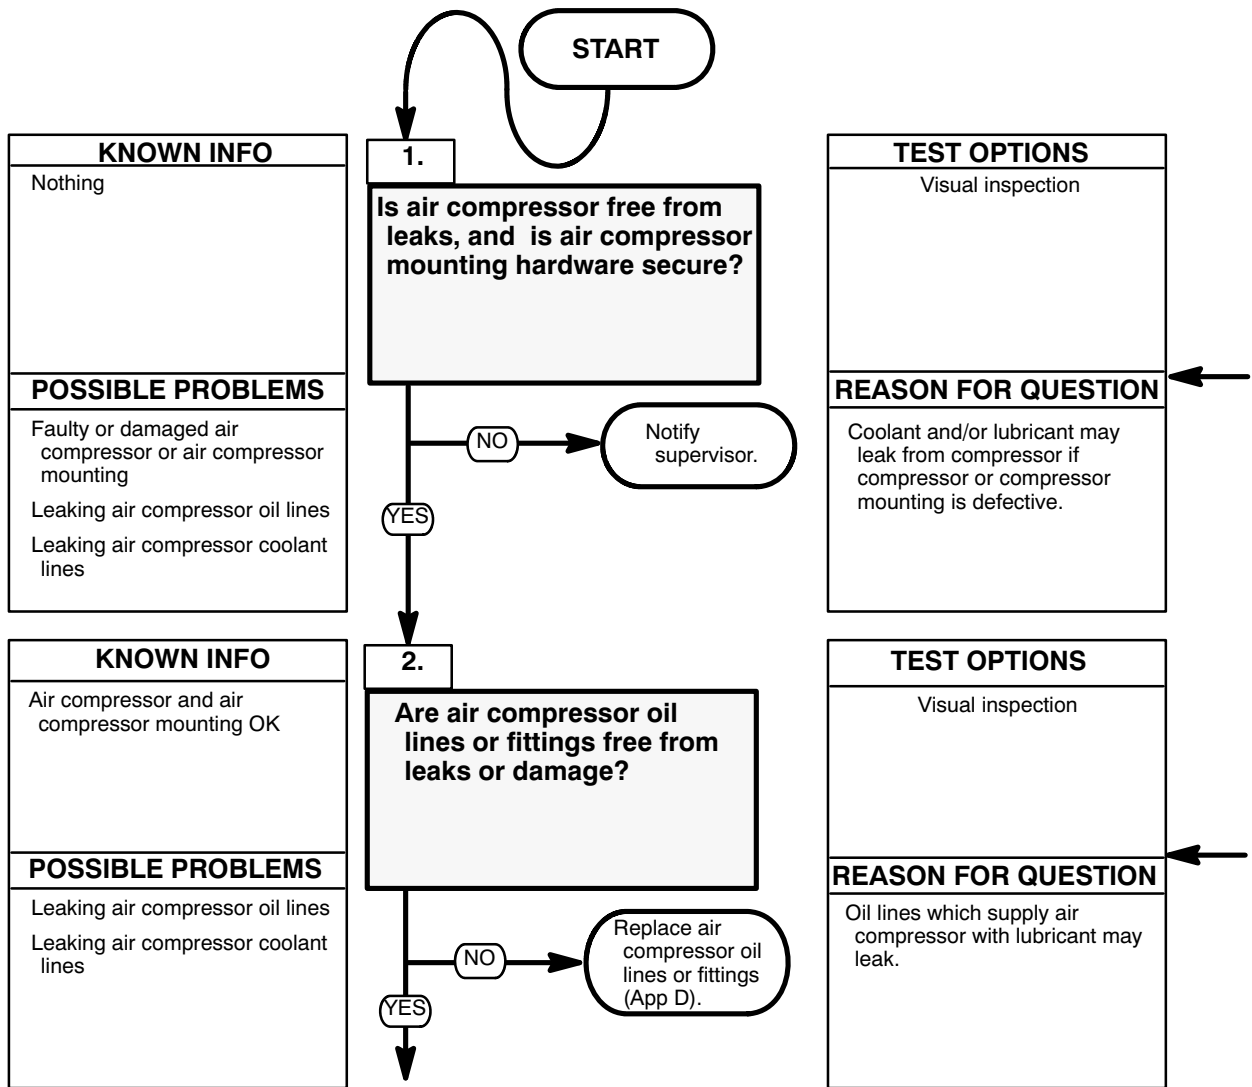 START
KNOWN INFO
Nothing
POSSIBLE PROBLEMS
Faulty or damaged air
compressor or air compressor
mounting
Leaking air compressor oil lines
Leaking air compressor coolant
lines
1.
Is air compressor free from
leaks, and is air compressor
mounting hardware secure?
NO
Notify
supervisor.
YES
TEST OPTIONS
Visual inspection
REASON FOR QUESTION
Coolant and/or lubricant may
leak from compressor if
compressor or compressor
mounting is defective.
KNOWN INFO
Air compressor and air
compressor mounting OK
POSSIBLE PROBLEMS
Leaking air compressor oil lines
Leaking air compressor coolant
lines
2.
Are air compressor oil
lines or fittings free from
leaks or damage?
NO
Replace air
compressor oil
lines or fittings
(App D).
YES
TEST OPTIONS
Visual inspection
REASON FOR QUESTION
Oil lines which supply air
compressor with lubricant may
leak.